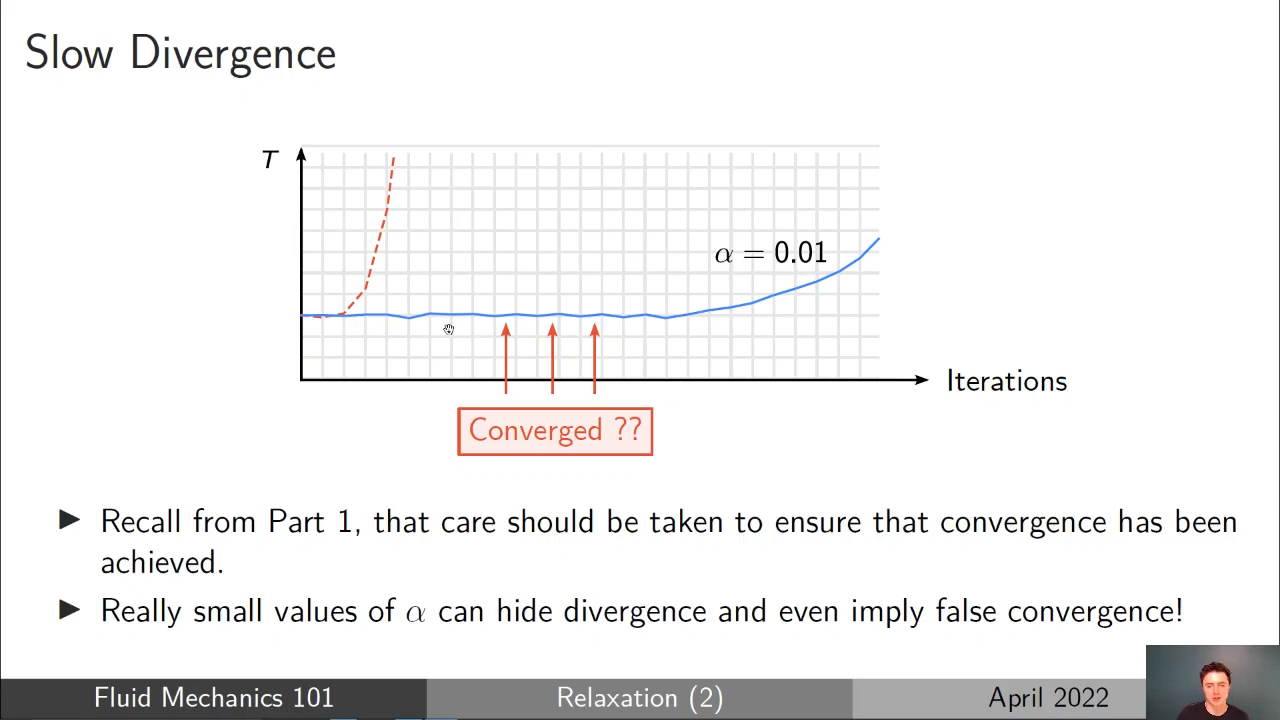 Slow Divergence
T
α = 0.01
Iterations
Converged ??
▶ Recall from Part 1, that care should be taken to ensure that convergence has been
achieved.
▶ Really small values of α can hide divergence and even imply false convergence!
Fluid Mechanics 101
Relaxation (2)
April 2022